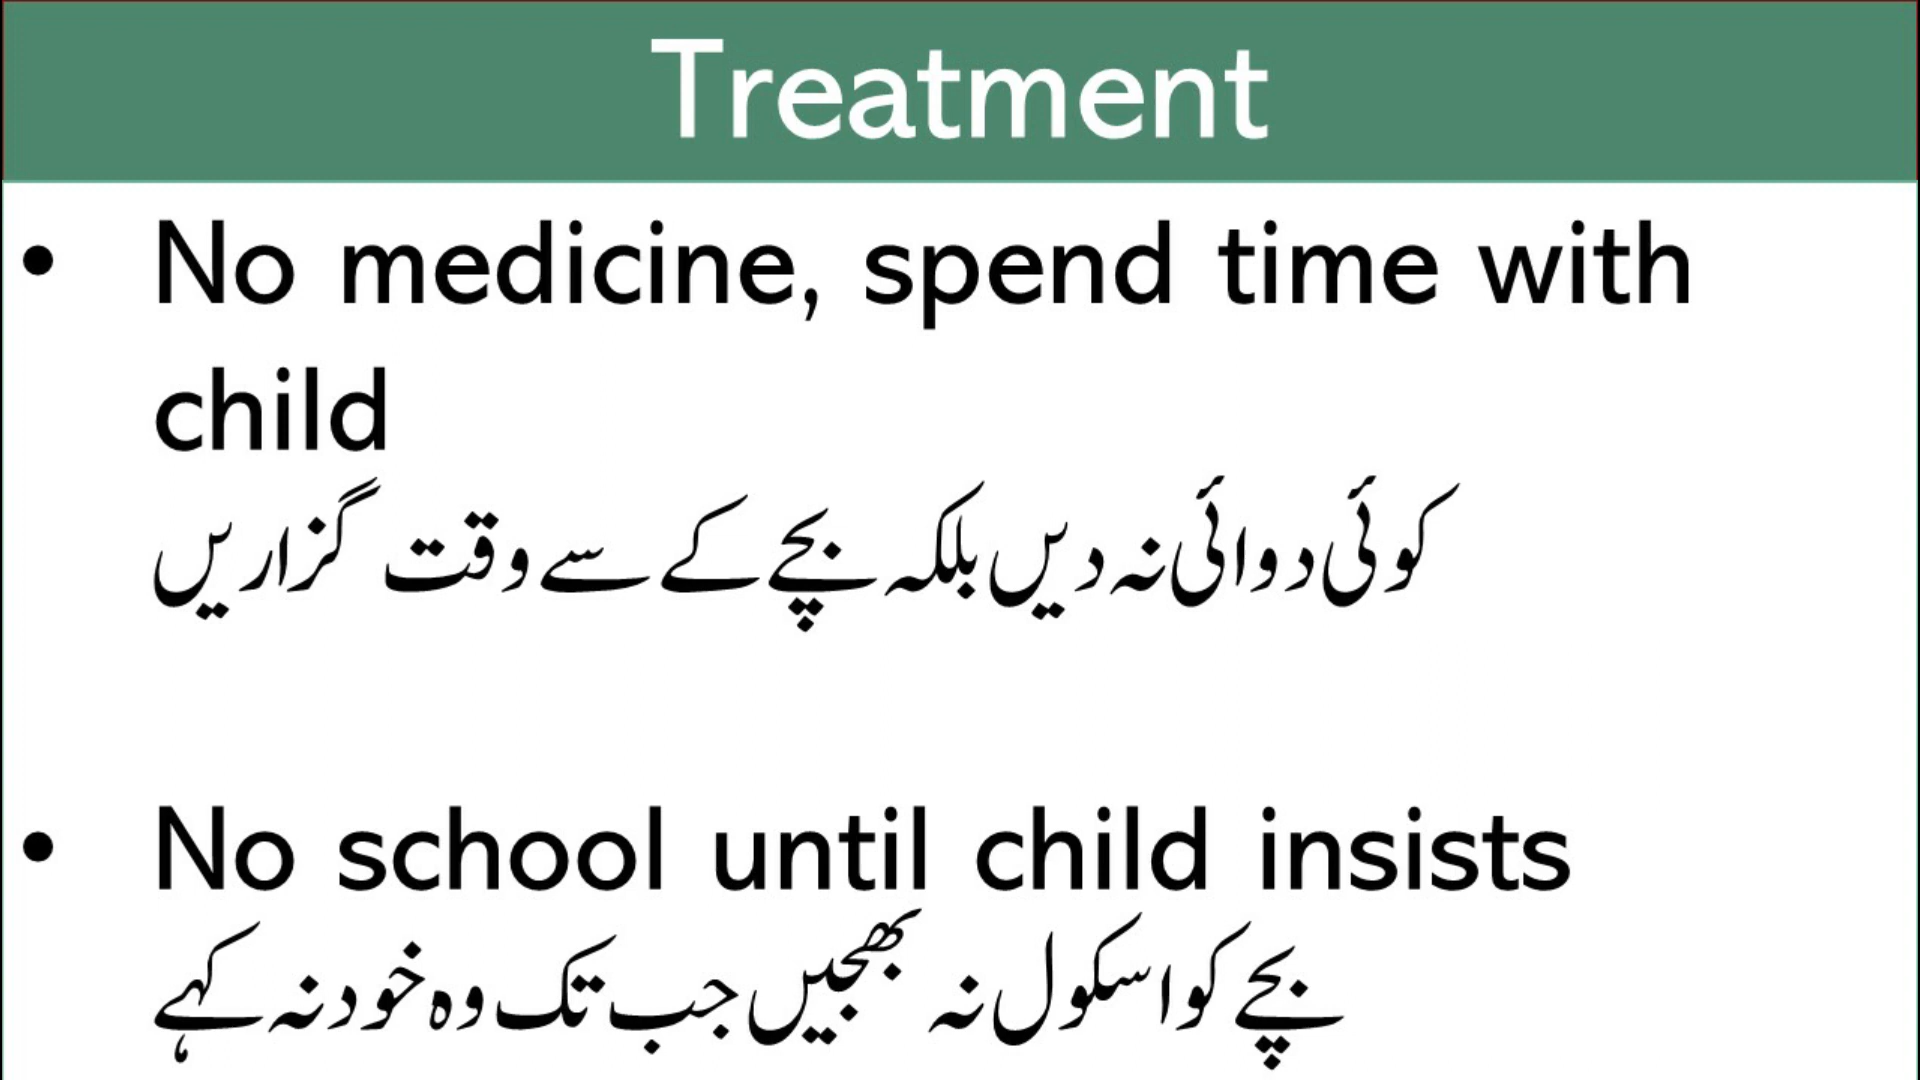 Treatment
• No medicine, spend time with
child
کوئی دوائی نہ دیں بلکہ بچے کے سے وقت گزاریں
• No school until child insists
بچے کو اسکول نہ بھجیں جب تک وہ خود نہ کہے